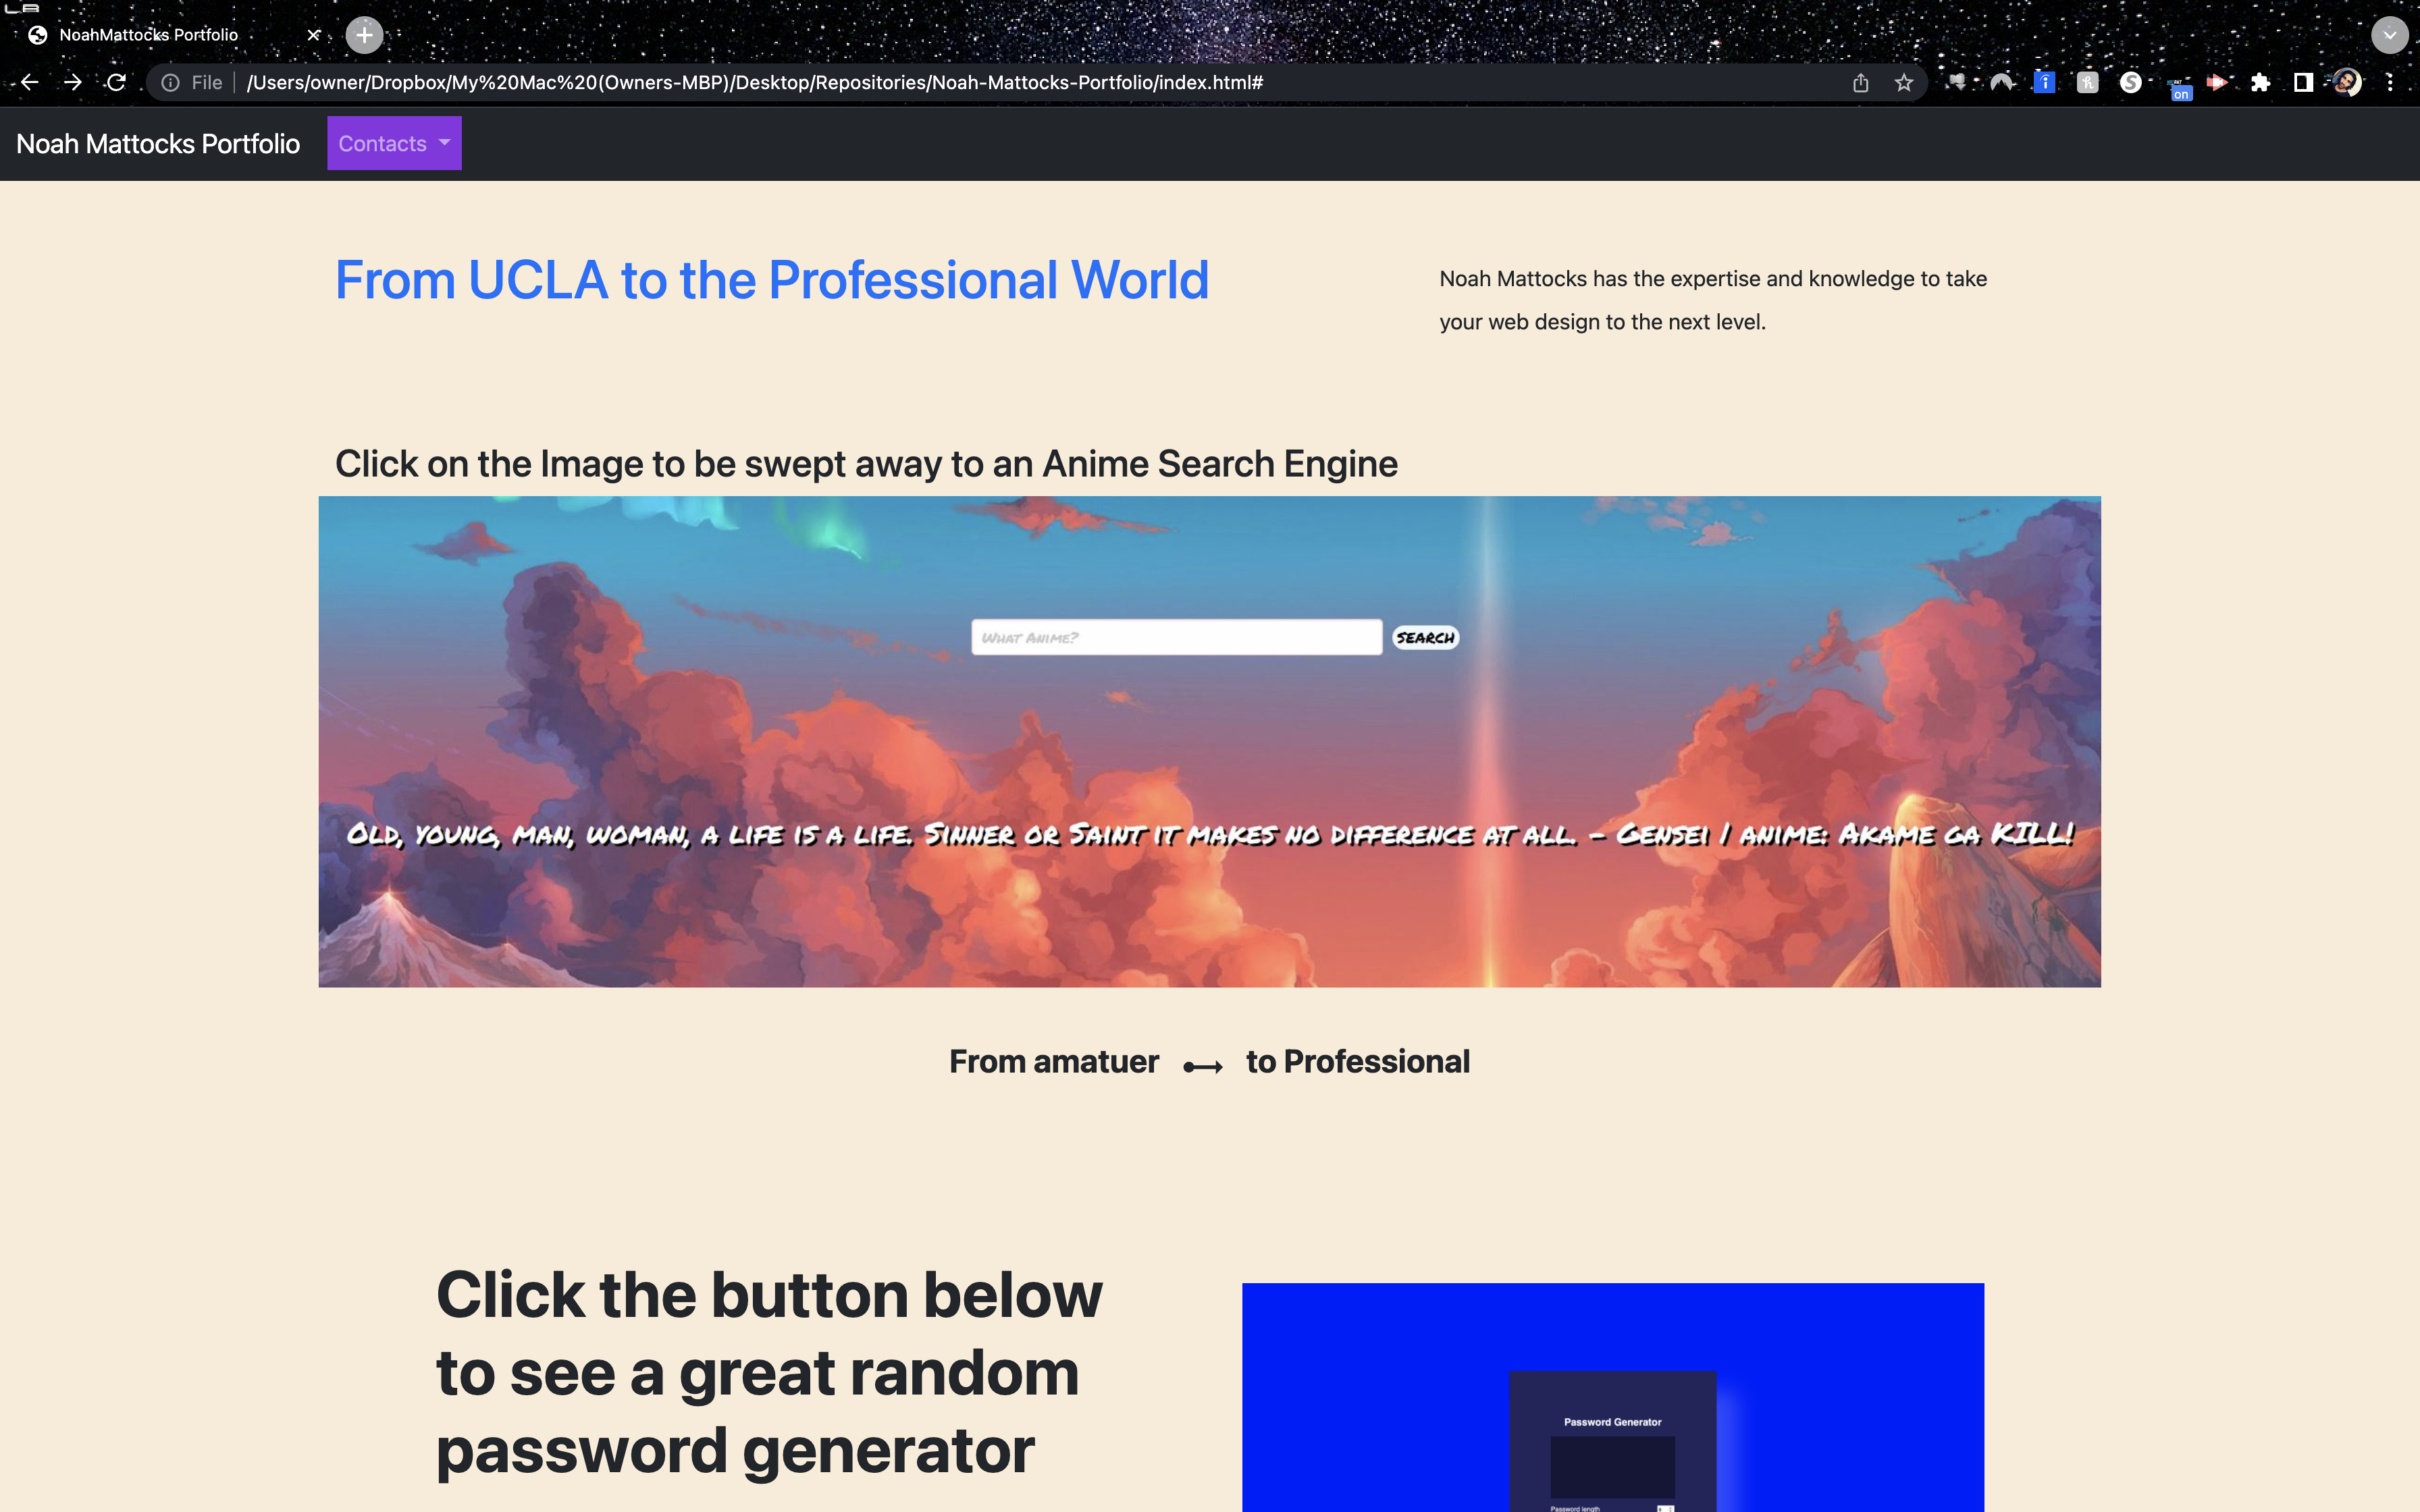 NoahMattocks Portfolio
File
/Users/owner/Dropbox/My%20Mac%20(Owners-MBP)/Desktop/Repositories/Noah-Mattocks-Portfolio/index.html#
on
Noah Mattocks Portfolio
Contacts
From UCLA to the Professional World
Noah Mattocks has the expertise and knowledge to take
your web design to the next level.
Click on the Image to be swept away to an Anime Search Engine
What Anime?
SEARCH
Old, young, man, woman, a life is a life. Sinner or Saint it makes no difference at all. – Gensei | anime: Akame ga KILL!
From amatuer
to Professional
Click the button below
to see a great random
password generator
Password Generator
Password length